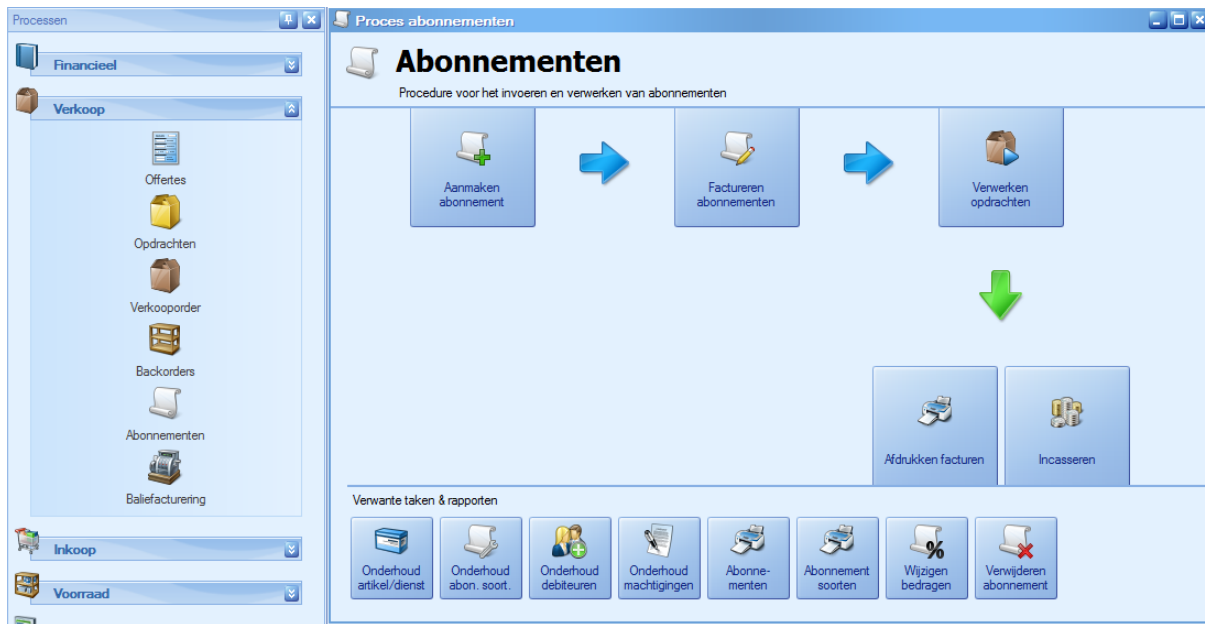 Processen
Financieel
Verkoop
Offertes
Opdrachten
Verkooporder
Backorders
Abonnementen
Baliefacturering
Inkoop
Voorraad
Proces abonnementen
Abonnementen
Procedure voor het invoeren en verwerken van abonnementen
Aanmaken
abonnement
Factureren
abonnementen
Verwerken
opdrachten
Afdrukken facturen
Incasseren
Verwante taken & rapporten
Onderhoud
artikel/dienst
Onderhoud
abon. soort.
Onderhoud
debiteuren
Onderhoud
machtigingen
Abonne-
menten
Abonnement
soorten
%
Wijzigen
bedragen
Verwijderen
abonnement